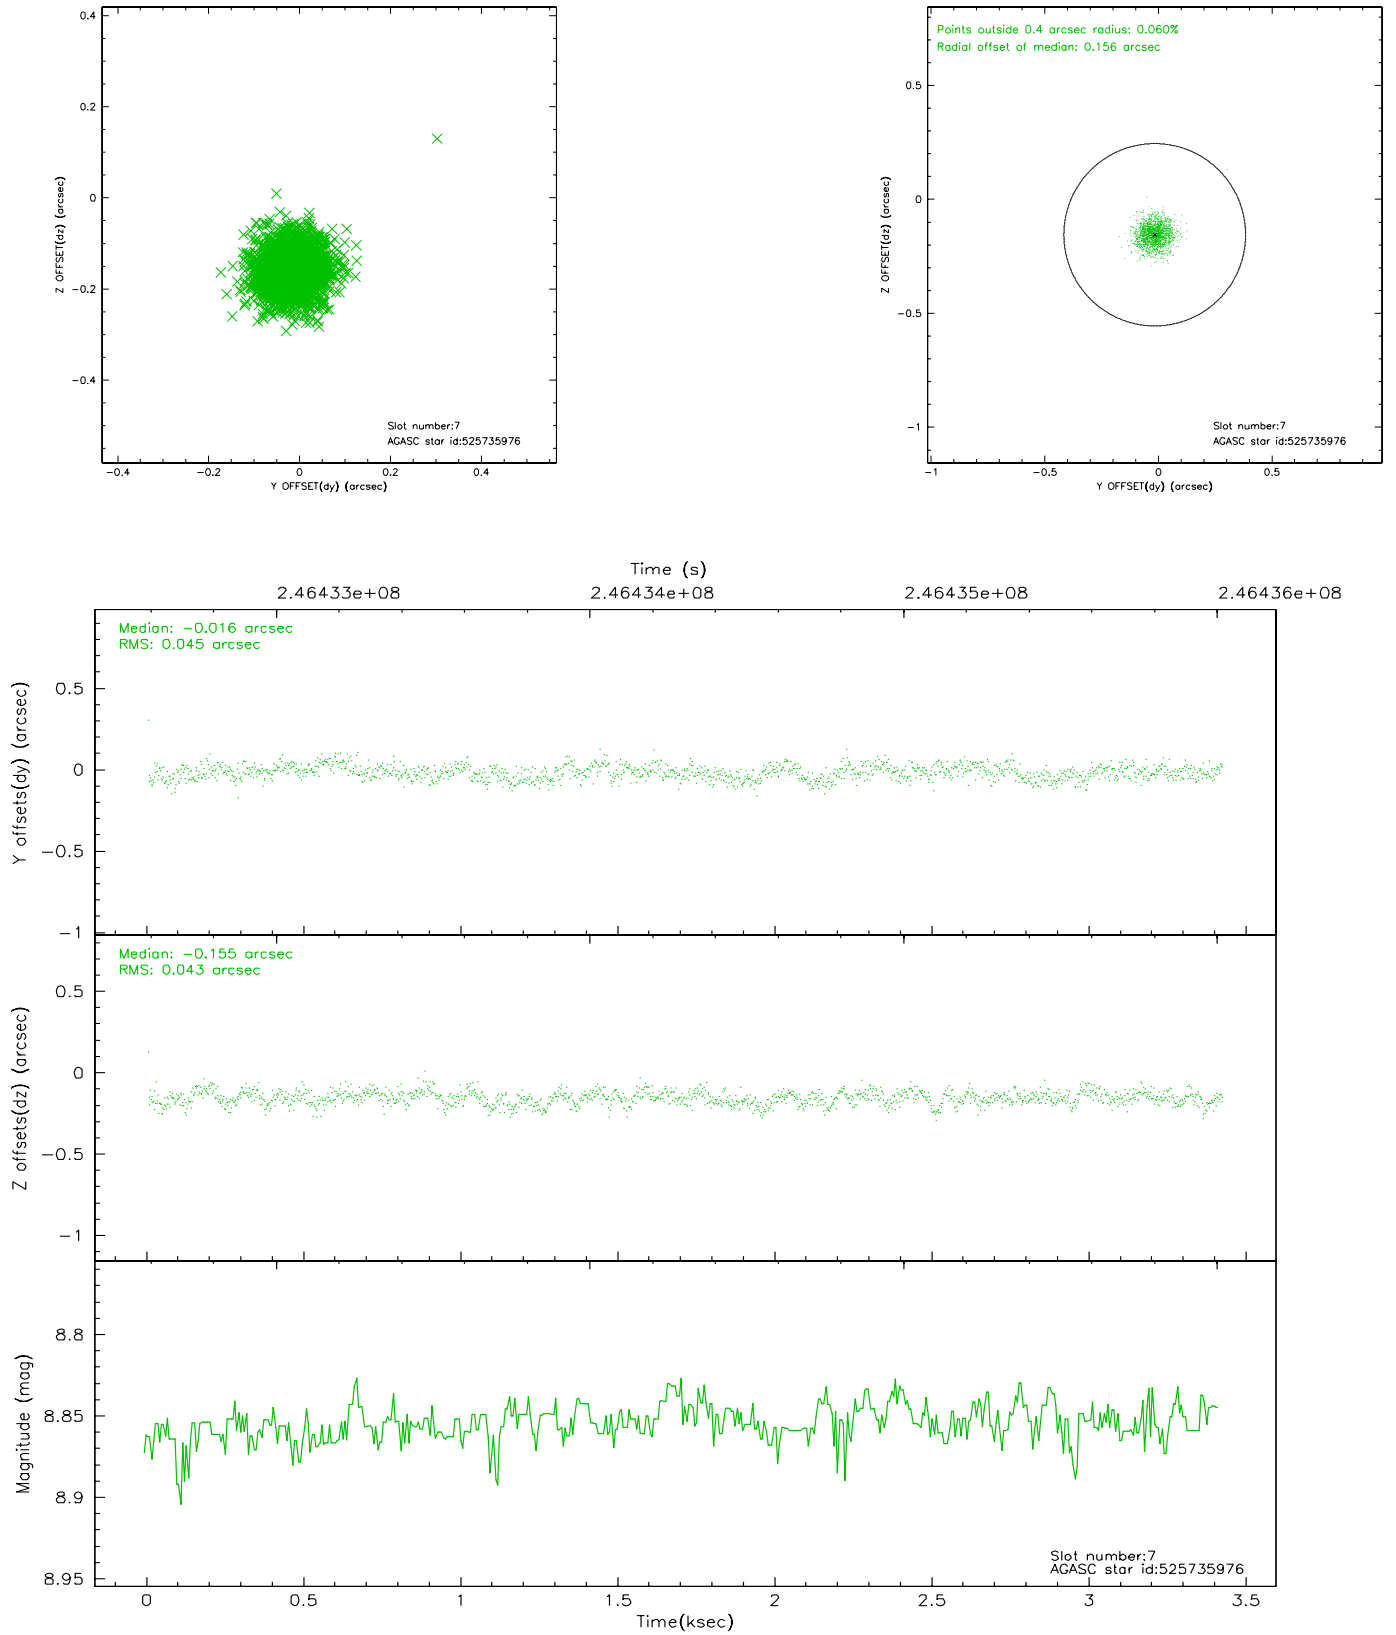 0.4
0.2
0
−0.2
−0.4
Z OFFSET(dz) (arcsec)
Slot number:7
AGASC star id:525735976
−0.4 −0.2 0 0.2 0.4
Y OFFSET(dy) (arcsec)
Points outside 0.4 arcsec radius: 0.060%
Radial offset of median: 0.156 arcsec
0.5
0
−0.5
−1
Z OFFSET(dz) (arcsec)
Slot number:7
AGASC star id:525735976
−1 −0.5 0 0.5
Y OFFSET(dy) (arcsec)
Time (s)
2.46433e+08 2.46434e+08 2.46435e+08 2.46436e+08
Median: −0.016 arcsec
RMS: 0.045 arcsec
0.5
0
−0.5
−1
Y offsets(dy) (arcsec)
Median: −0.155 arcsec
RMS: 0.043 arcsec
0.5
0
−0.5
−1
Z offsets(dz) (arcsec)
8.8
8.85
8.9
8.95
Magnitude (mag)
Slot number:7
AGASC star id:525735976
0 0.5 1 1.5 2 2.5 3 3.5
Time(ksec)